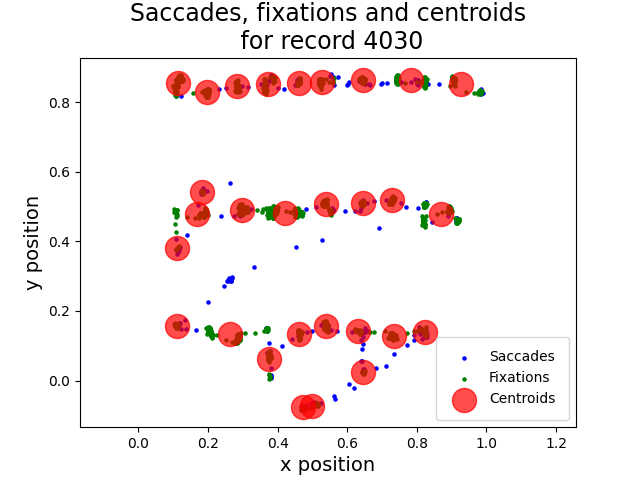 Saccades, fixations and centroids
for record 4030
y position
0.8
0.6
0.4
0.2
0.0
0.0 0.2 0.4 0.6 0.8 1.0 1.2
x position
Saccades
Fixations
Centroids